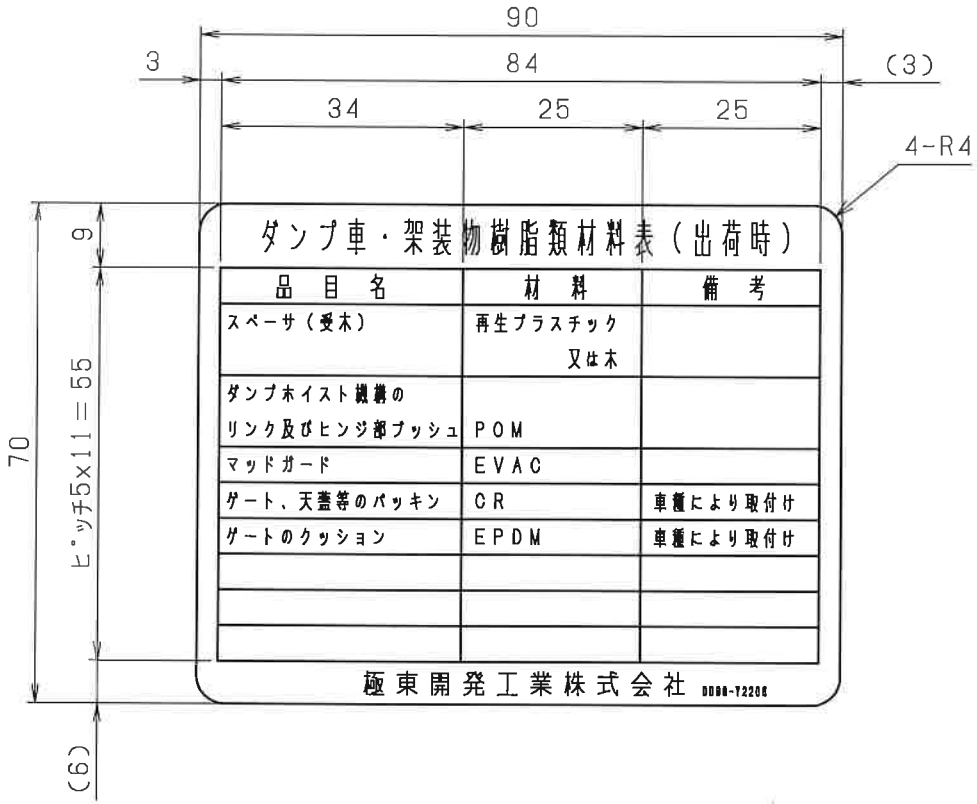 90
3
84
(3)
34
25
25
4-R4
9
70
ピッチ5x11=55
(6)
ダンプ車・架装物樹脂類材料表(出荷時)
品目名 材料 備考
スペーサ(受木) 再生プラスチック
又は木
ダンプホイスト機構の
リンク及びヒンジ部ブッシュ POM
マッドガード EVAC
ゲート、天蓋等のパッキン CR 車種により取付け
ゲートのクッション EPDM 車種により取付け
極東開発工業株式会社